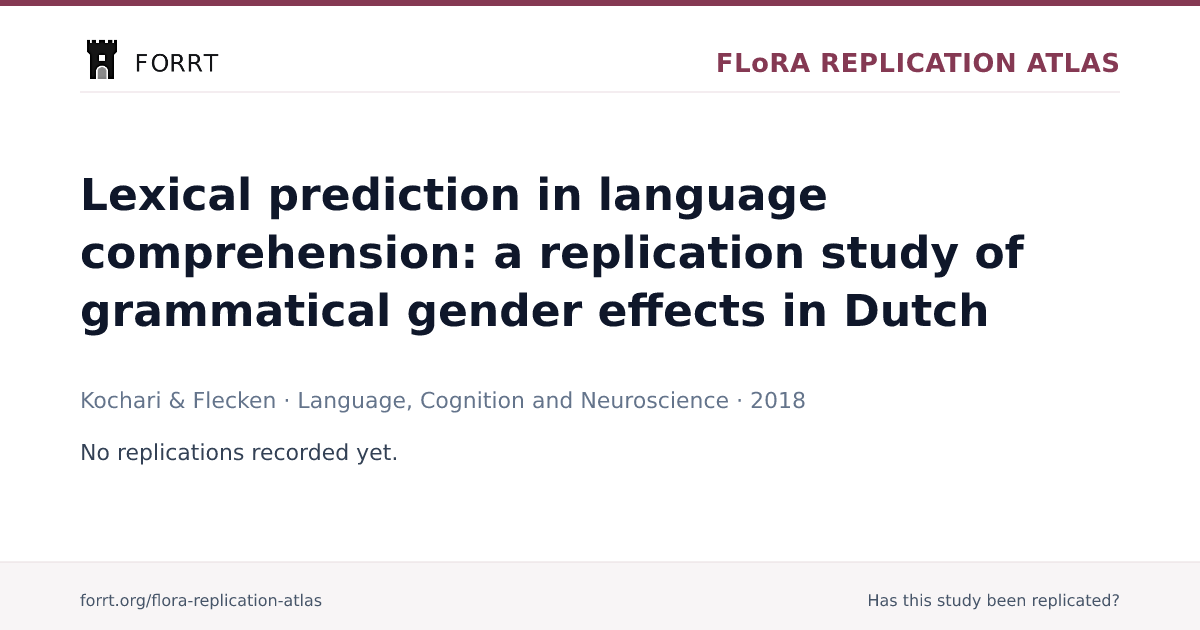 FORRT
FLoRA REPLICATION ATLAS
Lexical prediction in language
comprehension: a replication study of
grammatical gender effects in Dutch
Kochari & Flecken · Language, Cognition and Neuroscience · 2018
No replications recorded yet.
forrt.org/flora-replication-atlas
Has this study been replicated?